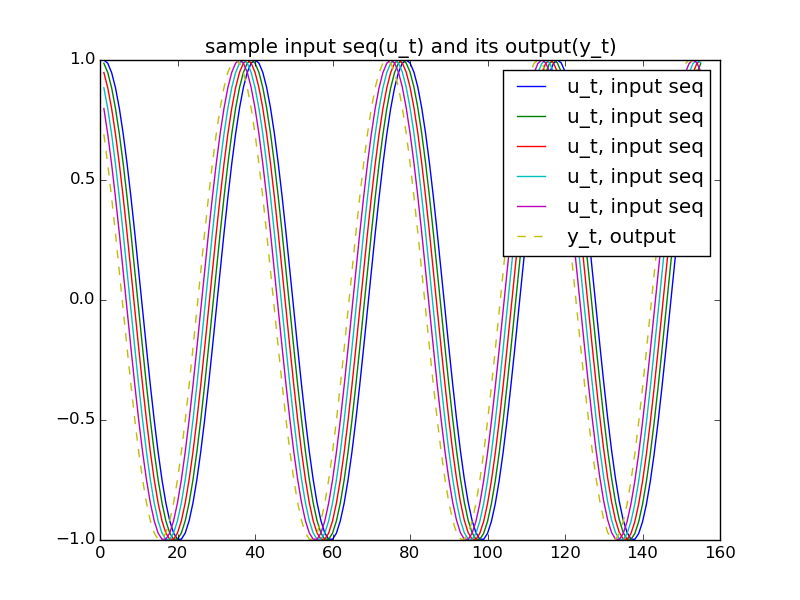 sample input seq(u_t) and its output(y_t)
1.0
0.5
0.0
−0.5
−1.0
u_t, input seq
u_t, input seq
u_t, input seq
u_t, input seq
u_t, input seq
y_t, output
0 20 40 60 80 100 120 140 160